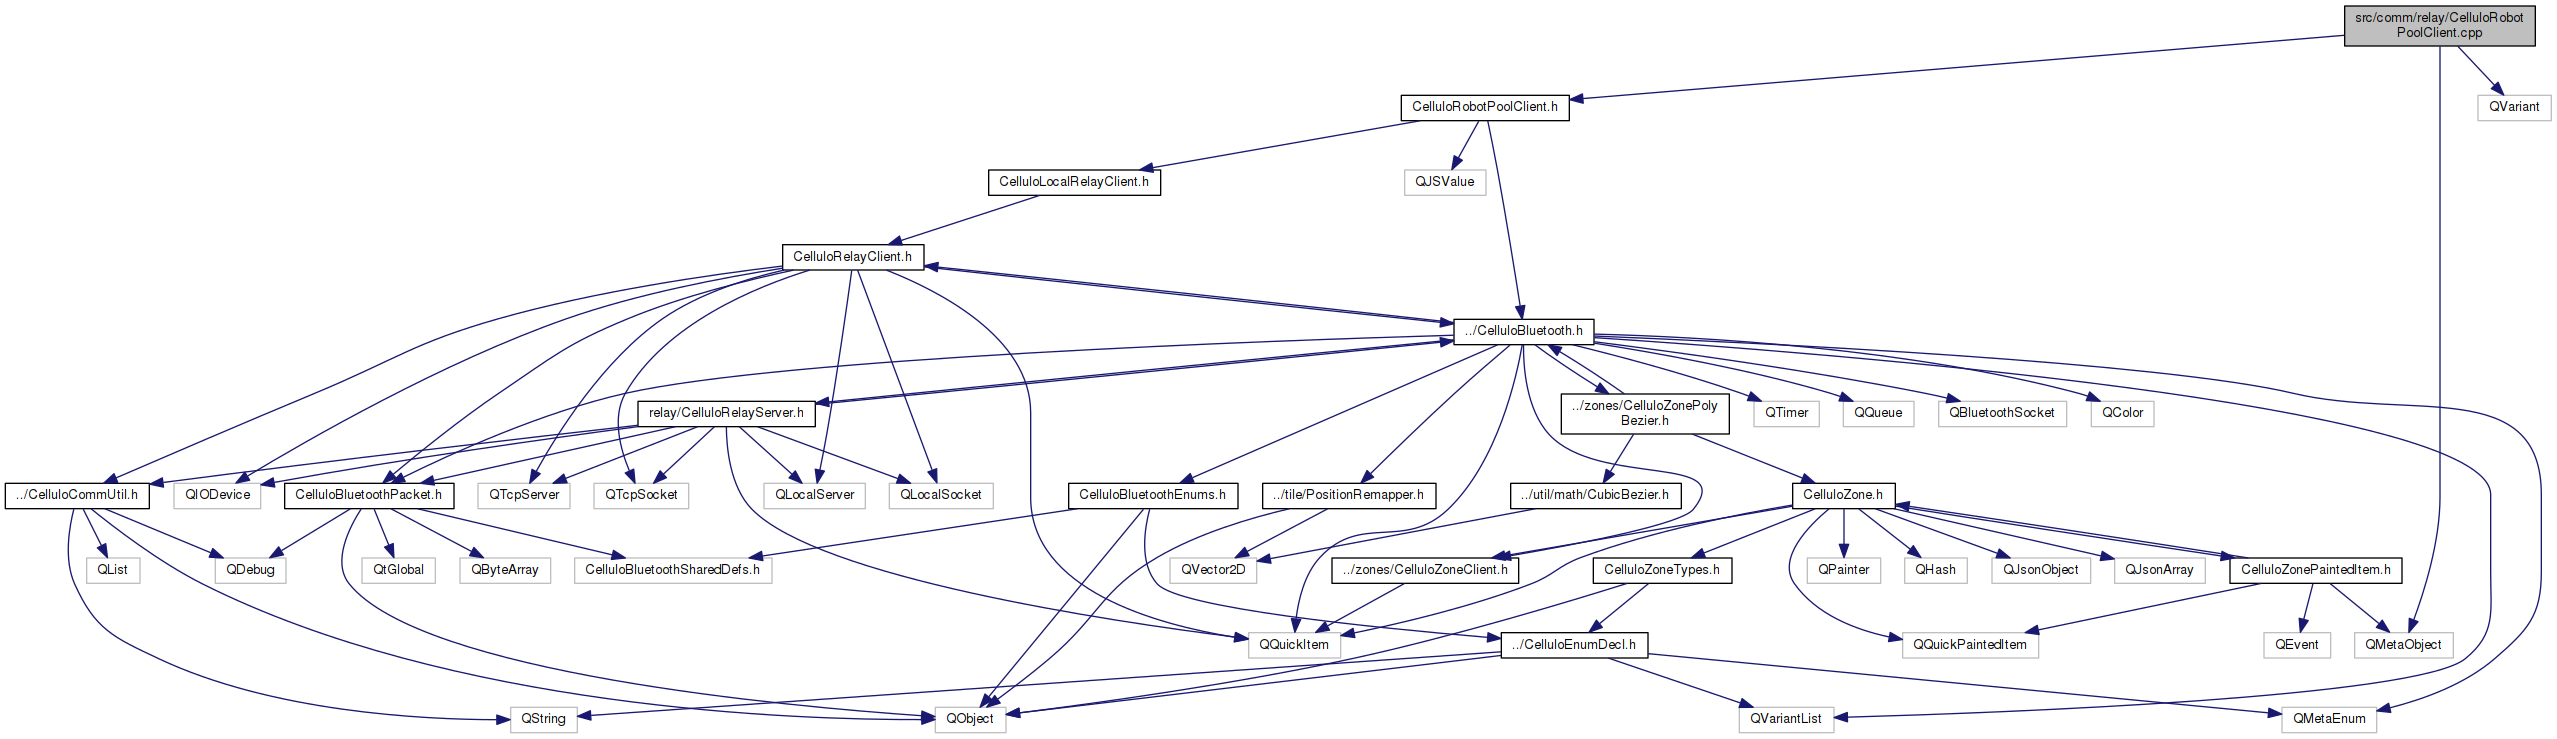 src/comm/relay/CelluloRobot
PoolClient.cpp
CelluloRobotPoolClient.h
QVariant
CelluloLocalRelayClient.h
QJSValue
CelluloRelayClient.h
../CelluloBluetooth.h
relay/CelluloRelayServer.h
../zones/CelluloZonePoly
Bezier.h
QTimer
QQueue
QBluetoothSocket
QColor
../CelluloCommUtil.h
QIODevice
CelluloBluetoothPacket.h
QTcpServer
QTcpSocket
QLocalServer
QLocalSocket
CelluloBluetoothEnums.h
../tile/PositionRemapper.h
../util/math/CubicBezier.h
CelluloZone.h
QList
QDebug
QtGlobal
QByteArray
CelluloBluetoothSharedDefs.h
QVector2D
../zones/CelluloZoneClient.h
CelluloZoneTypes.h
QPainter
QHash
QJsonObject
QJsonArray
CelluloZonePaintedItem.h
QQuickItem
../CelluloEnumDecl.h
QQuickPaintedItem
QEvent
QMetaObject
QString
QObject
QVariantList
QMetaEnum